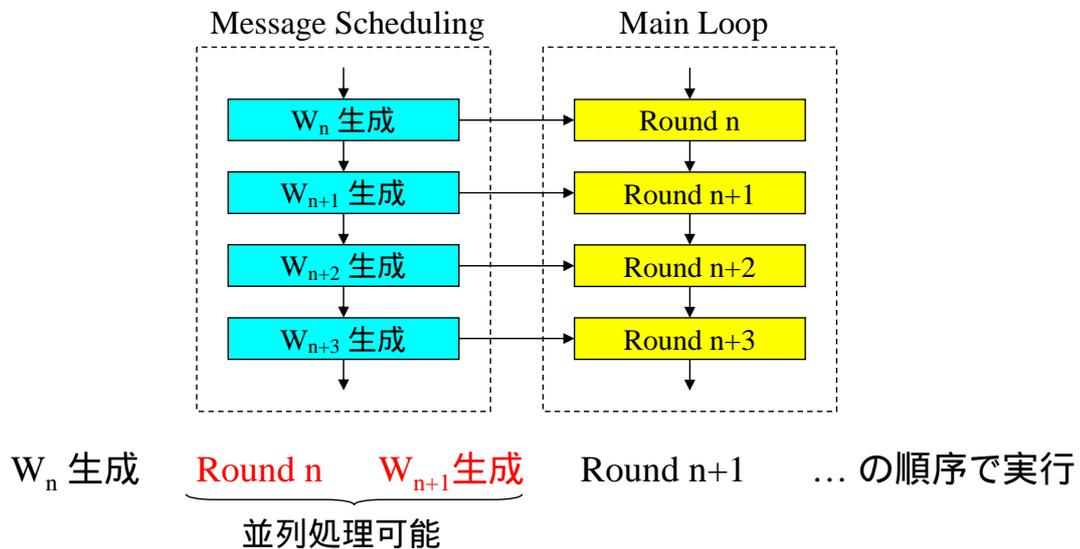 Message Scheduling
Main Loop
Wn 生成
Round n
Wn+1 生成
Round n+1
Wn+2 生成
Round n+2
Wn+3 生成
Round n+3
Wn 生成 Round n Wn+1生成 Round n+1 … の順序で実行
並列処理可能